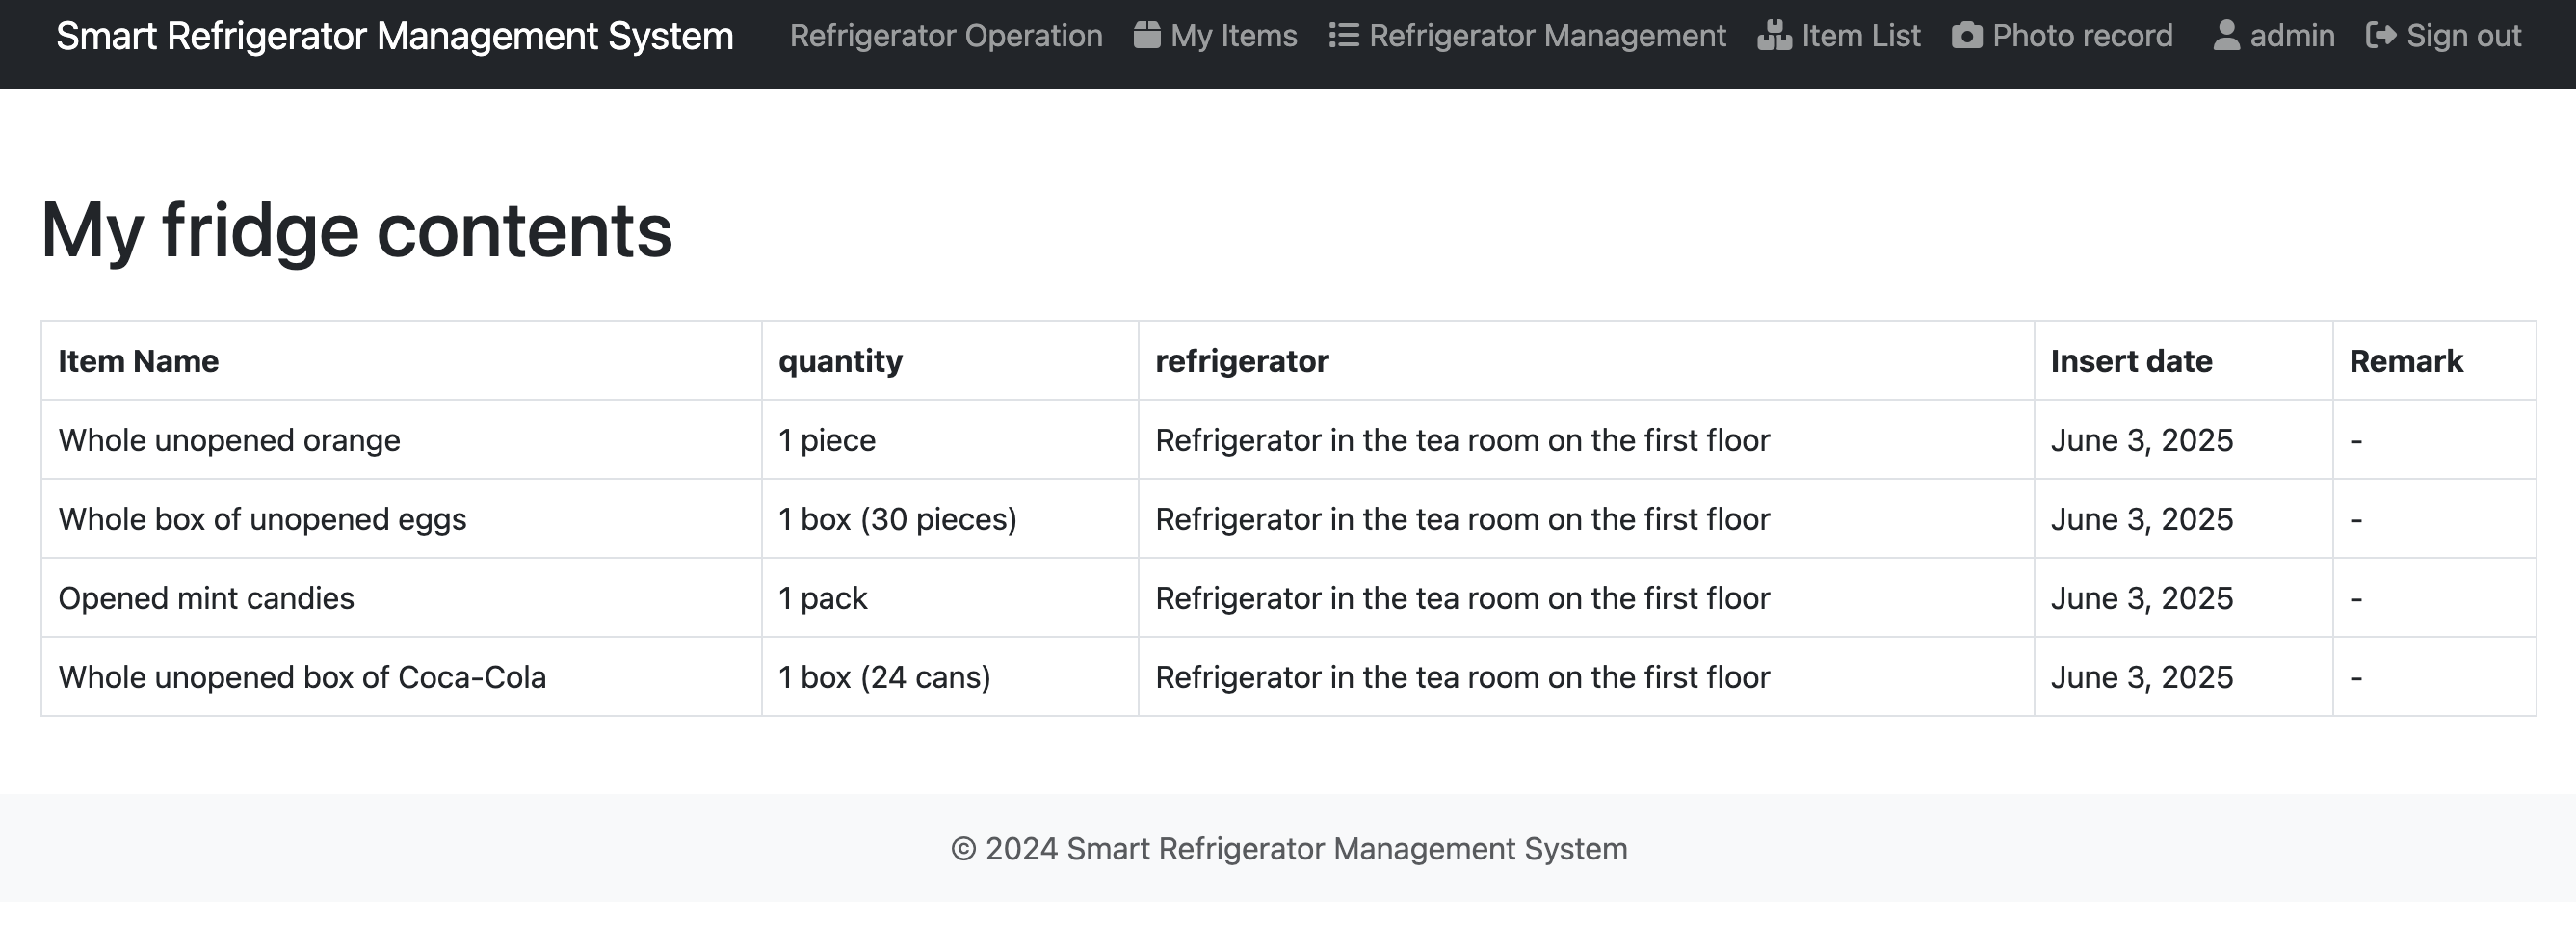 Smart Refrigerator Management System Refrigerator Operation My Items Refrigerator Management Item List Photo record admin Sign out
My fridge contents
Item Name quantity refrigerator Insert date Remark
Whole unopened orange 1 piece Refrigerator in the tea room on the first floor June 3, 2025 -
Whole box of unopened eggs 1 box (30 pieces) Refrigerator in the tea room on the first floor June 3, 2025 -
Opened mint candies 1 pack Refrigerator in the tea room on the first floor June 3, 2025 -
Whole unopened box of Coca-Cola 1 box (24 cans) Refrigerator in the tea room on the first floor June 3, 2025 -
© 2024 Smart Refrigerator Management System